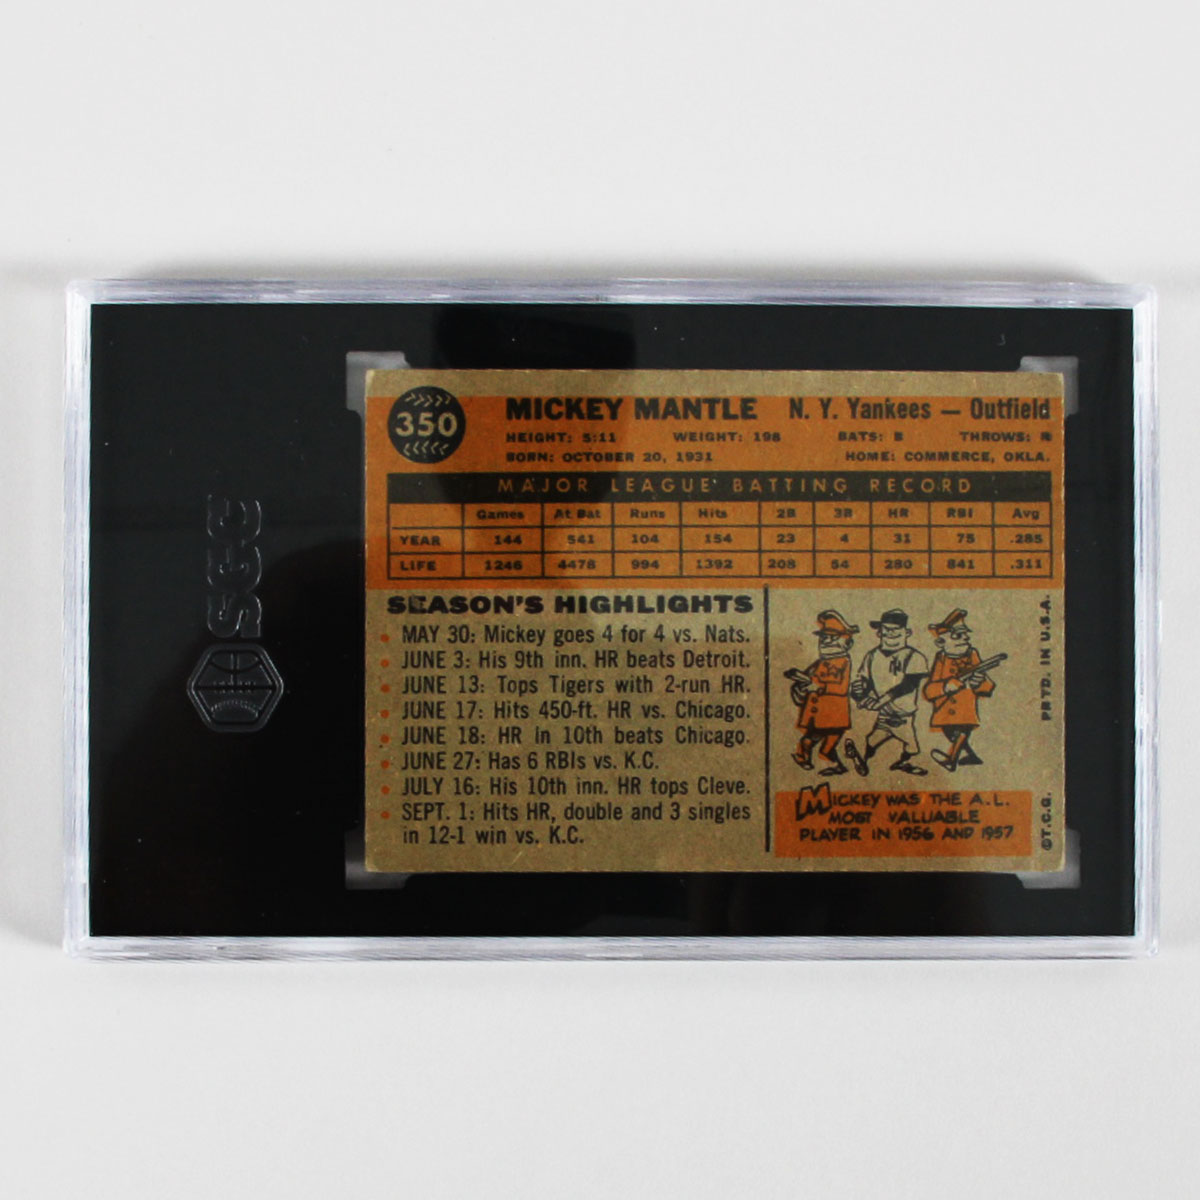 SGC
350
MICKEY MANTLE N. Y. Yankees — Outfield
HEIGHT: 5:11 WEIGHT: 198 BATS: B THROWS: R
BORN: OCTOBER 20, 1931 HOME: COMMERCE, OKLA.
MAJOR LEAGUE BATTING RECORD
Games At Bat Runs Hits 2B 3B HR RBI Avg
YEAR 144 541 104 154 23 4 31 75 .285
LIFE 1246 4478 994 1392 208 54 280 841 .311
SEASON'S HIGHLIGHTS
• MAY 30: Mickey goes 4 for 4 vs. Nats.
• JUNE 3: His 9th inn. HR beats Detroit.
• JUNE 13: Tops Tigers with 2-run HR.
• JUNE 17: Hits 450-ft. HR vs. Chicago.
• JUNE 18: HR in 10th beats Chicago.
• JUNE 27: Has 6 RBIs vs. K.C.
• JULY 16: His 10th inn. HR tops Cleve.
• SEPT. 1: Hits HR, double and 3 singles
in 12-1 win vs. K.C.
NY
MICKEY WAS THE A.L.
MOST VALUABLE
PLAYER IN 1956 AND 1957
©T.C.G. PRTD. IN U.S.A.